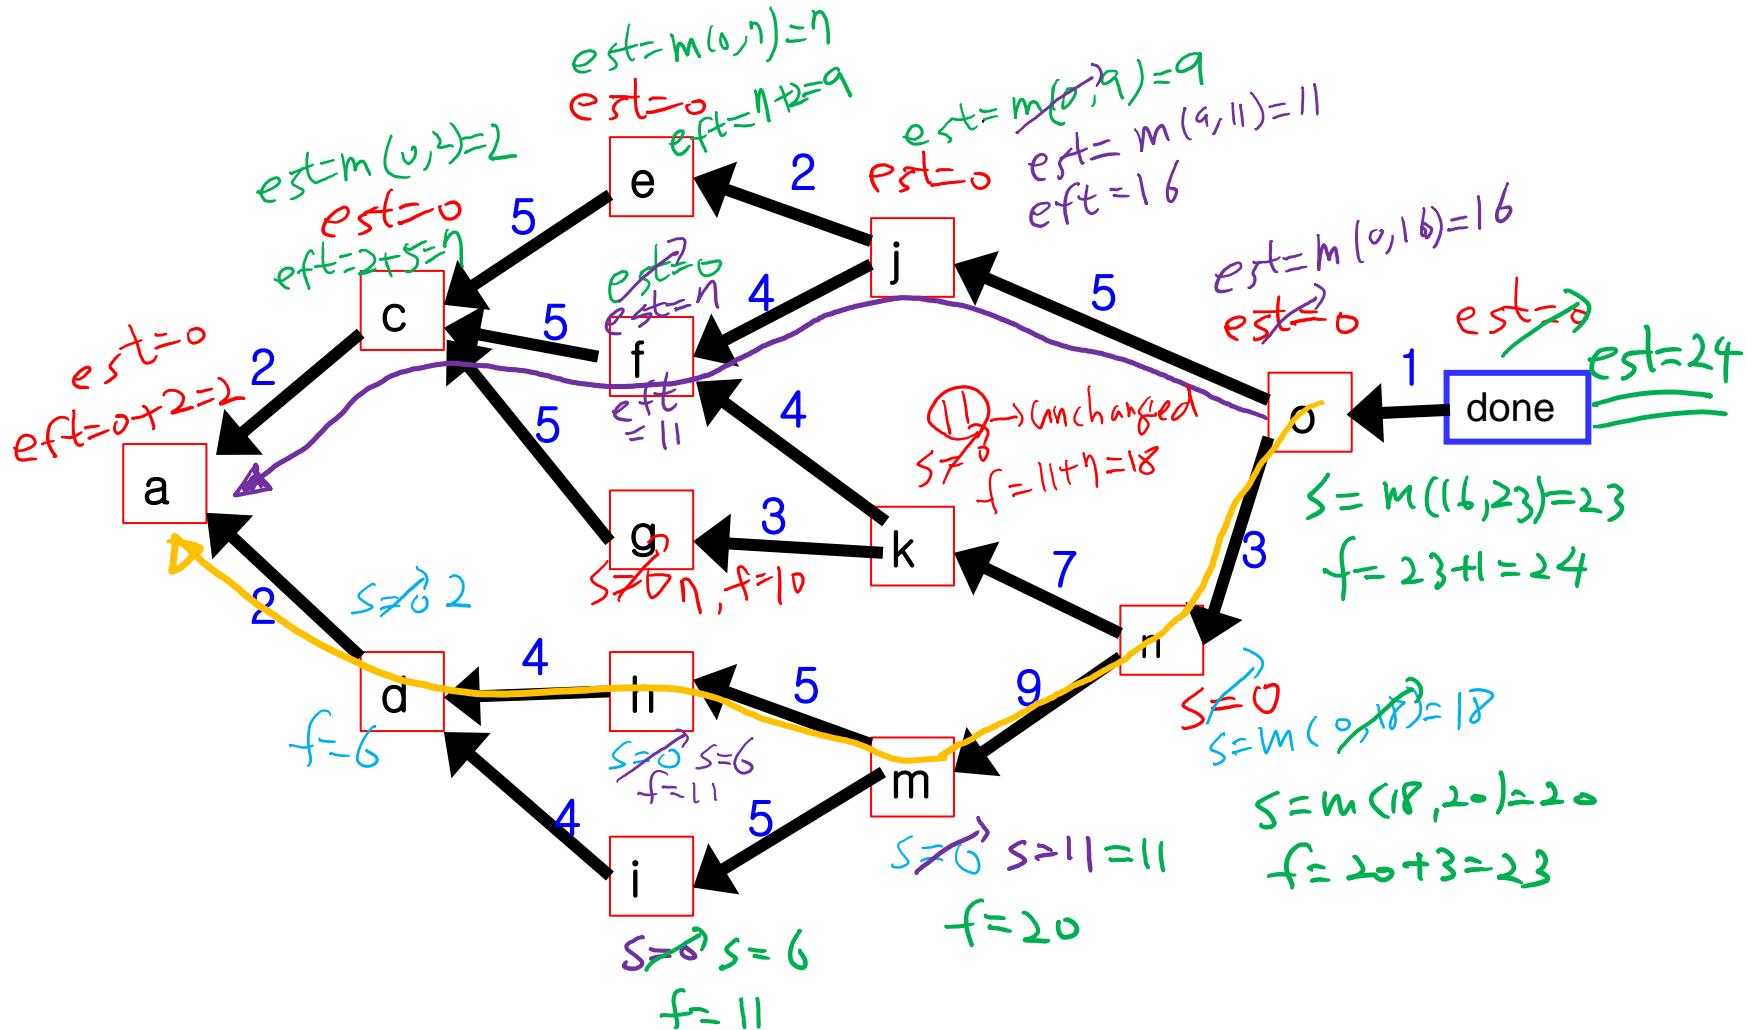 est=m(0,7)=7
est=0
eft=7+2=9
est=m(0,9)=9
est=m(9,11)=11
eft=16
est=0
est=m(0,2)=2
est=0
eft=2+5=7
e
2
5
j
est=0
est=7
4
5
f
eft
=11
c
5
est=m(0,16)=16
est=0
est=0
est=24
1
done
o
est=0
eft=0+2=2
2
a
4
11→unchanged
s=0
f=11+7=18
s=m(16,23)=23
f=23+1=24
5
g
3
k
s=0 7, f=10
7
3
n
s=0 2
2
d
f=6
4
h
5
9
s=0 s=6
f=11
m
s=0
s=m(0,18)=18
s=m(18,20)=20
f=20+3=23
4
i
5
s=0 s=11=11
f=20
s=0 s=6
f=11